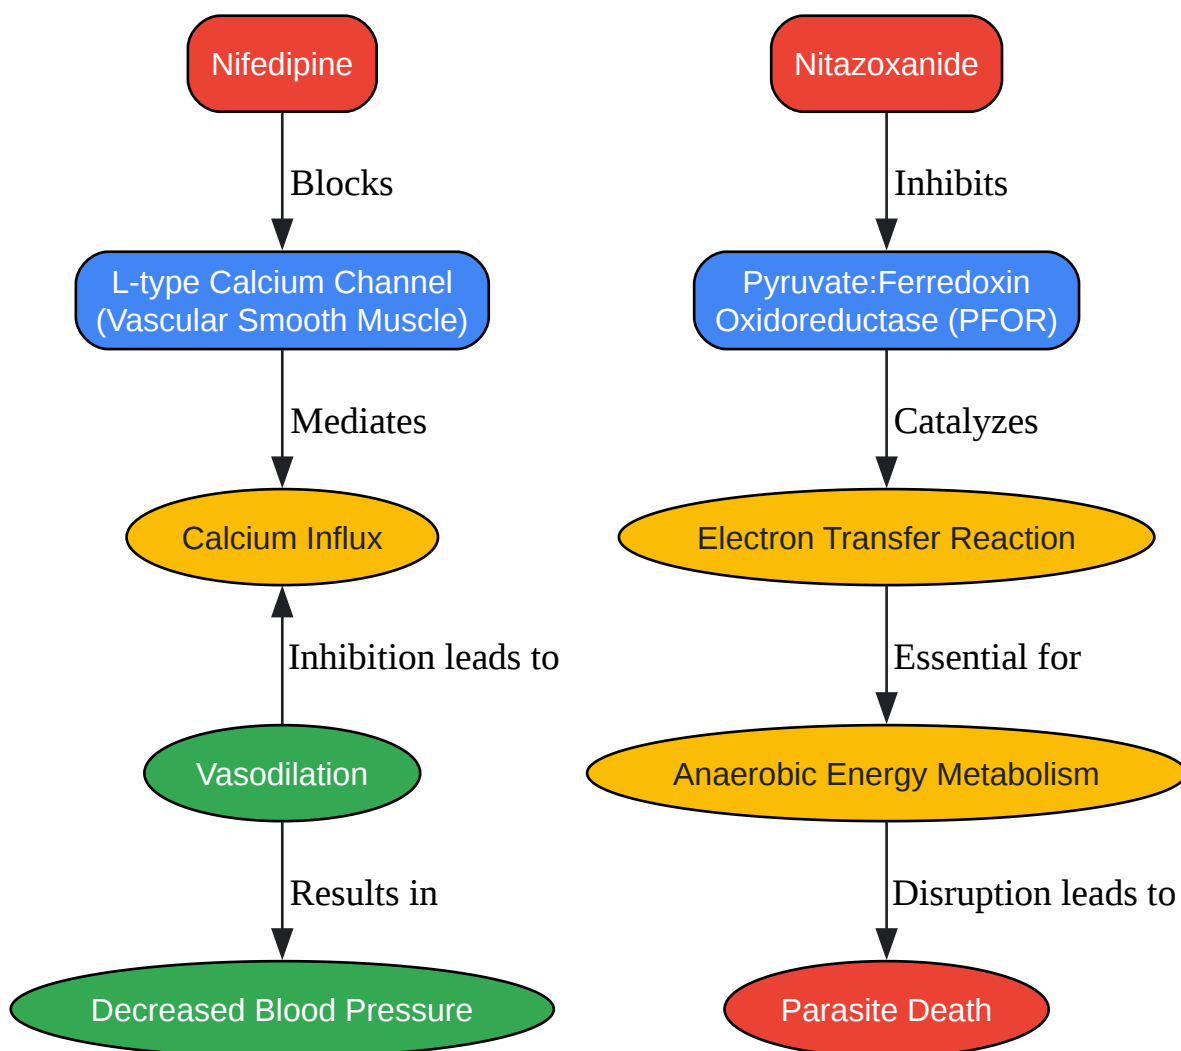 Nifedipine
Blocks
L-type Calcium Channel
(Vascular Smooth Muscle)
Mediates
Calcium Influx
Inhibition leads to
Vasodilation
Results in
Decreased Blood Pressure
Nitazoxanide
Inhibits
Pyruvate:Ferredoxin
Oxidoreductase (PFOR)
Catalyzes
Electron Transfer Reaction
Essential for
Anaerobic Energy Metabolism
Disruption leads to
Parasite Death